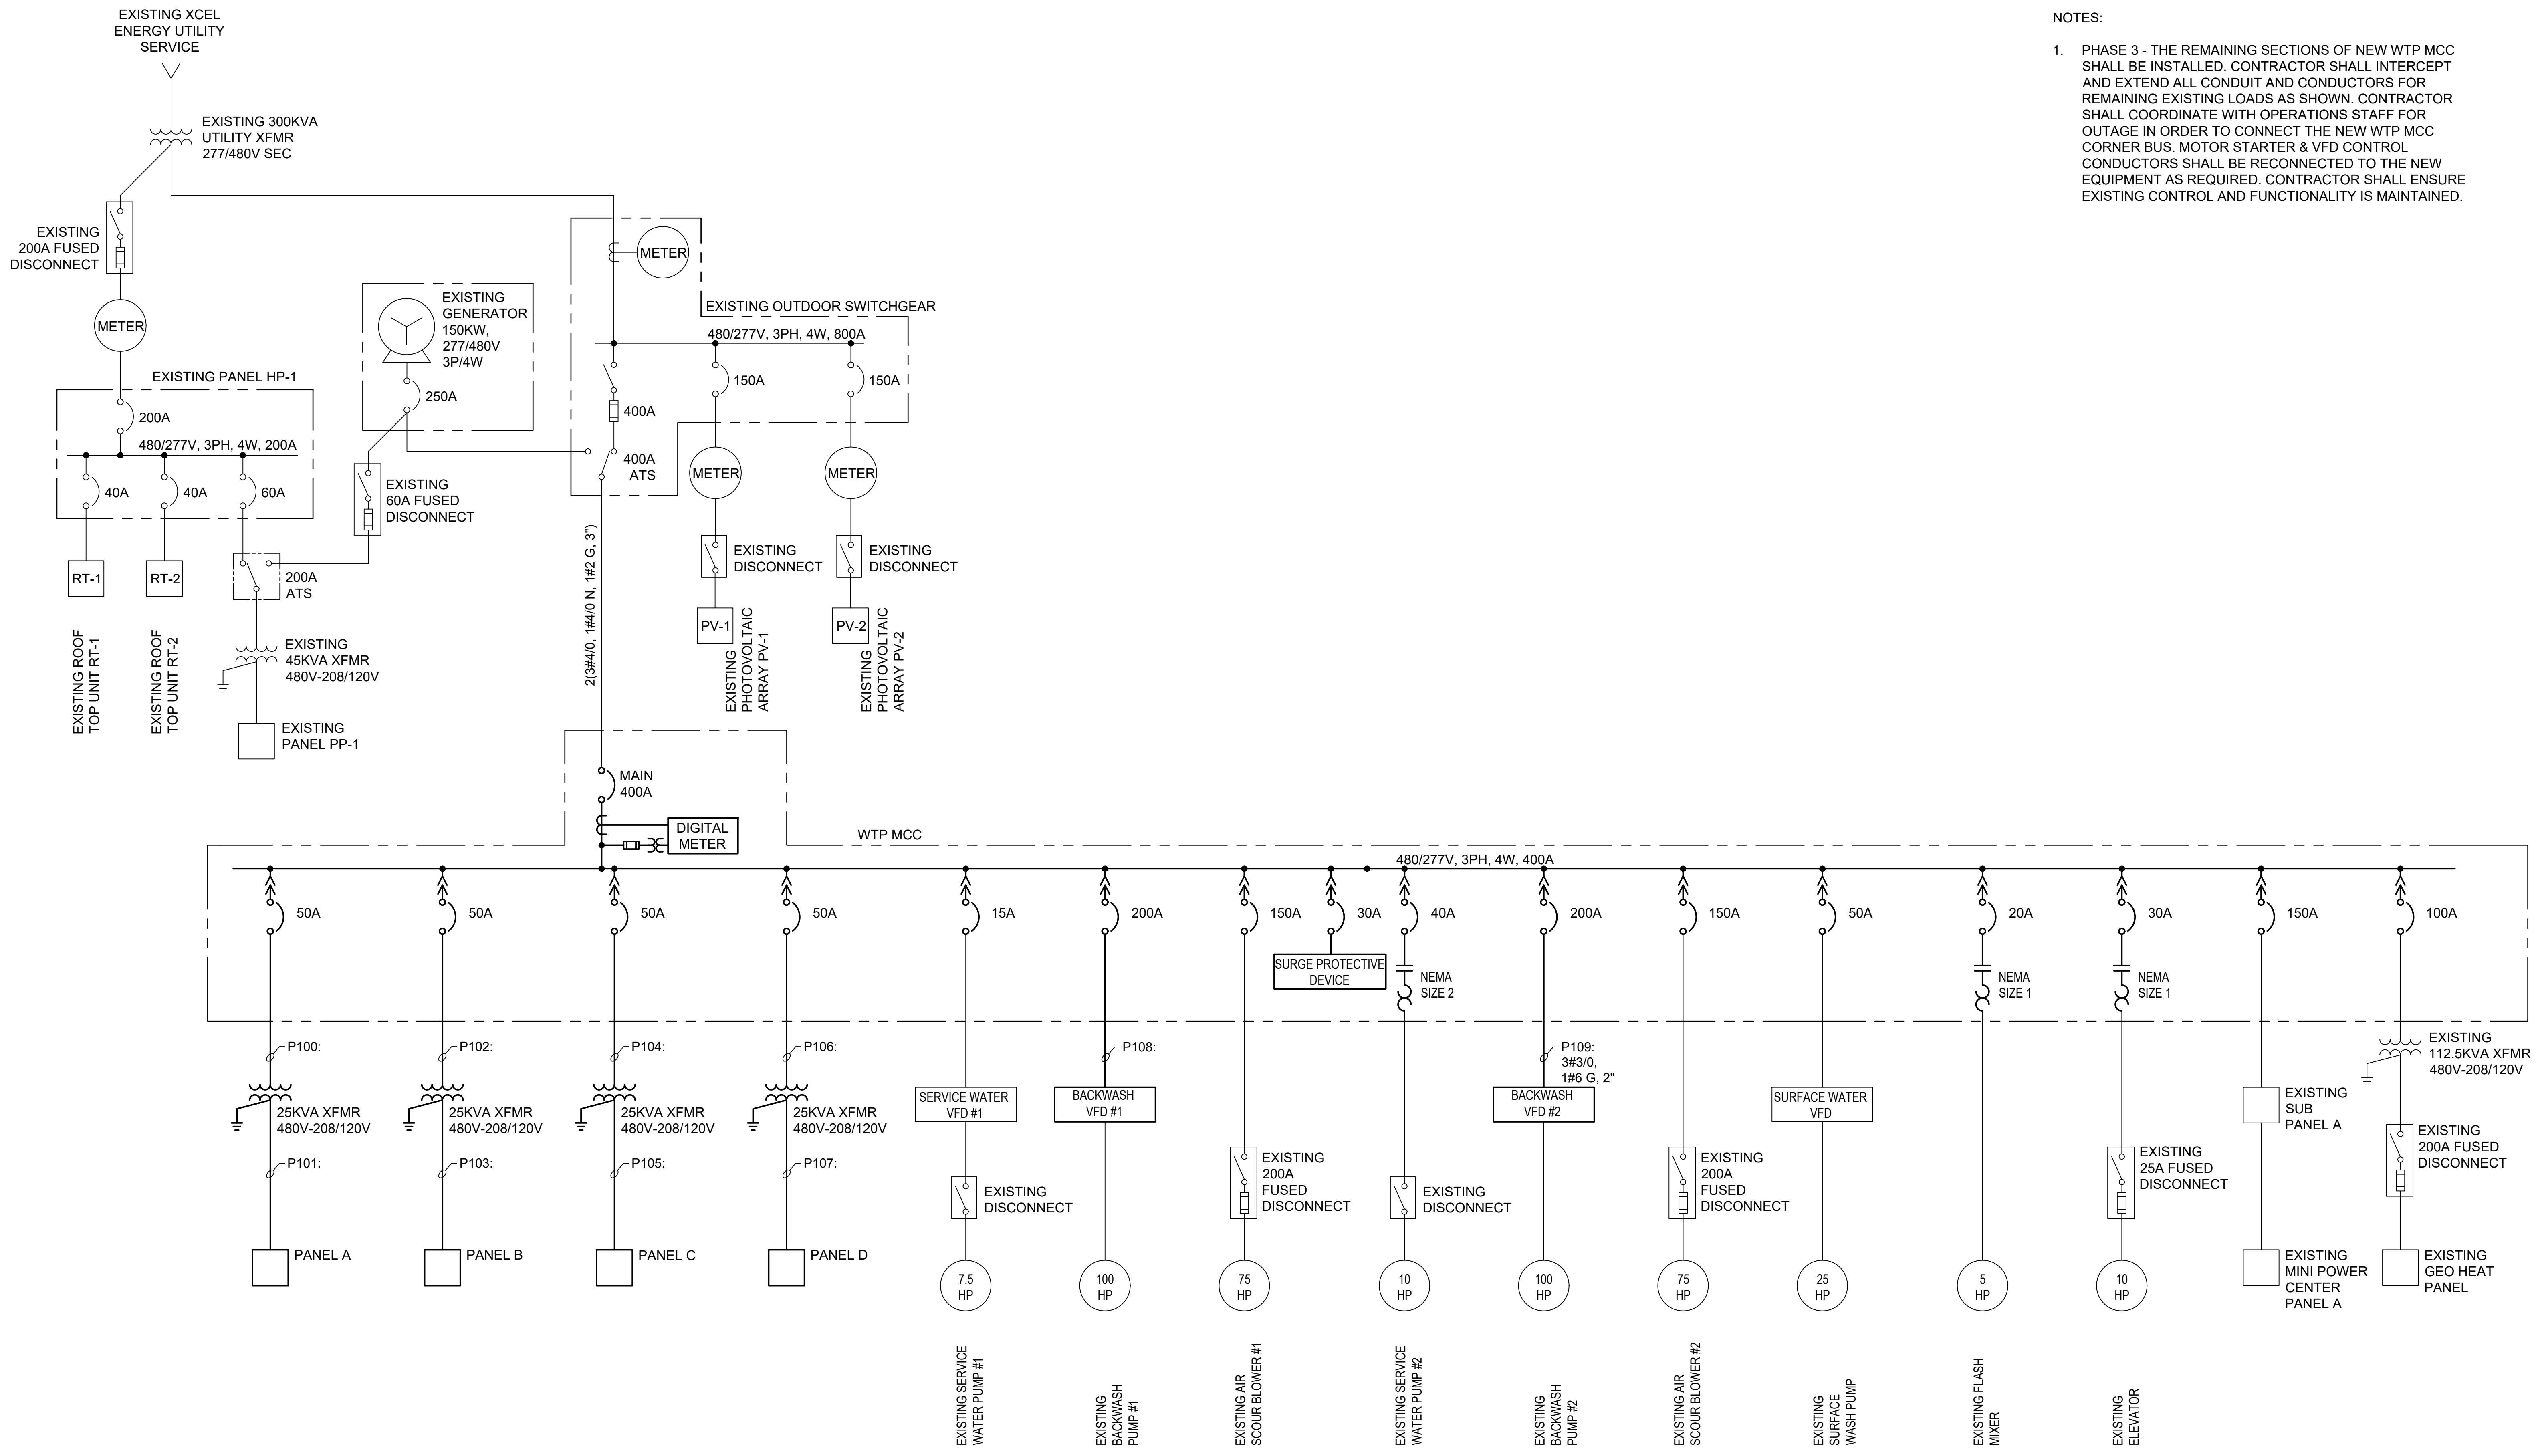 EXISTING XCEL
ENERGY UTILITY
SERVICE
NOTES:
1. PHASE 3 - THE REMAINING SECTIONS OF NEW WTP MCC
SHALL BE INSTALLED. CONTRACTOR SHALL INTERCEPT
AND EXTEND ALL CONDUIT AND CONDUCTORS FOR
REMAINING EXISTING LOADS AS SHOWN. CONTRACTOR
SHALL COORDINATE WITH OPERATIONS STAFF FOR
OUTAGE IN ORDER TO CONNECT THE NEW WTP MCC
CORNER BUS. MOTOR STARTER & VFD CONTROL
CONDUCTORS SHALL BE RECONNECTED TO THE NEW
EQUIPMENT AS REQUIRED. CONTRACTOR SHALL ENSURE
EXISTING CONTROL AND FUNCTIONALITY IS MAINTAINED.
EXISTING 300KVA
UTILITY XFMR
277/480V SEC
EXISTING
200A FUSED
DISCONNECT
METER
EXISTING PANEL HP-1
200A
480/277V, 3PH, 4W, 200A
40A
40A
60A
RT-1
RT-2
EXISTING ROOF
TOP UNIT RT-1
EXISTING ROOF
TOP UNIT RT-2
200A
ATS
EXISTING
45KVA XFMR
480V-208/120V
EXISTING
PANEL PP-1
EXISTING
GENERATOR
150KW,
277/480V
3P/4W
250A
EXISTING
60A FUSED
DISCONNECT
METER
EXISTING OUTDOOR SWITCHGEAR
480/277V, 3PH, 4W, 800A
400A
150A
150A
400A
ATS
METER
METER
EXISTING
DISCONNECT
EXISTING
DISCONNECT
PV-1
PV-2
EXISTING
PHOTOVOLTAIC
ARRAY PV-1
EXISTING
PHOTOVOLTAIC
ARRAY PV-2
2(3#4/0, 1#4/0 N, 1#2 G, 3")
MAIN
400A
DIGITAL
METER
WTP MCC
480/277V, 3PH, 4W, 400A
50A
50A
50A
50A
15A
200A
150A
30A
40A
200A
150A
50A
20A
30A
150A
100A
SURGE PROTECTIVE
DEVICE
NEMA
SIZE 2
NEMA
SIZE 1
NEMA
SIZE 1
P100:
P102:
P104:
P106:
P108:
P109:
3#3/0,
1#6 G, 2"
25KVA XFMR
480V-208/120V
25KVA XFMR
480V-208/120V
25KVA XFMR
480V-208/120V
25KVA XFMR
480V-208/120V
SERVICE WATER
VFD #1
BACKWASH
VFD #1
BACKWASH
VFD #2
SURFACE WATER
VFD
EXISTING
SUB
PANEL A
EXISTING
112.5KVA XFMR
480V-208/120V
P101:
P103:
P105:
P107:
EXISTING
DISCONNECT
EXISTING
200A
FUSED
DISCONNECT
EXISTING
DISCONNECT
EXISTING
200A
FUSED
DISCONNECT
EXISTING
25A FUSED
DISCONNECT
EXISTING
200A FUSED
DISCONNECT
PANEL A
PANEL B
PANEL C
PANEL D
7.5
HP
100
HP
75
HP
10
HP
100
HP
75
HP
25
HP
5
HP
10
HP
EXISTING
MINI POWER
CENTER
PANEL A
EXISTING
GEO HEAT
PANEL
EXISTING SERVICE
WATER PUMP #1
EXISTING
BACKWASH
PUMP #1
EXISTING AIR
SCOUR BLOWER #1
EXISTING SERVICE
WATER PUMP #2
EXISTING
BACKWASH
PUMP #2
EXISTING AIR
SCOUR BLOWER #2
EXISTING
SURFACE
WASH PUMP
EXISTING FLASH
MIXER
EXISTING
ELEVATOR